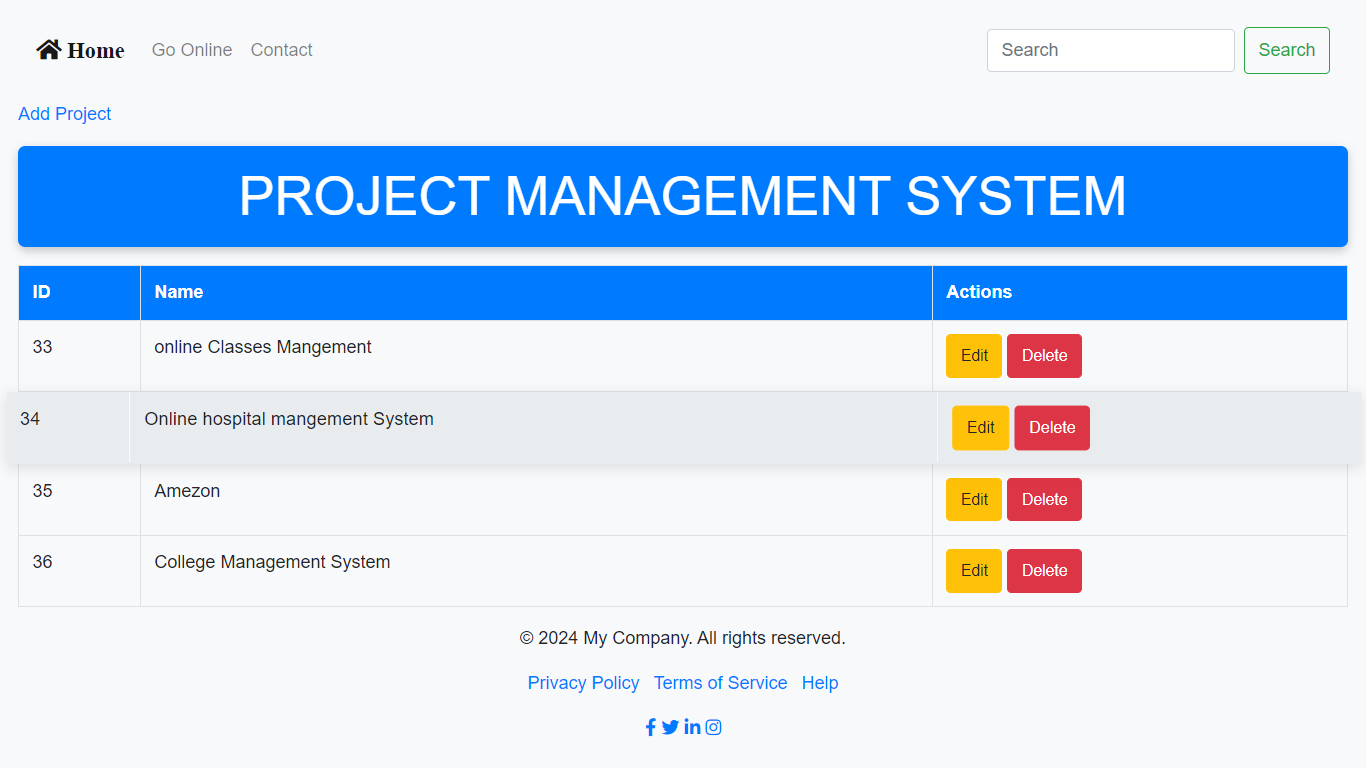 Home Go Online Contact Search Search
Add Project
PROJECT MANAGEMENT SYSTEM
ID Name Actions
33 online Classes Mangement Edit Delete
34 Online hospital mangement System Edit Delete
35 Amezon Edit Delete
36 College Management System Edit Delete
© 2024 My Company. All rights reserved.
Privacy Policy Terms of Service Help